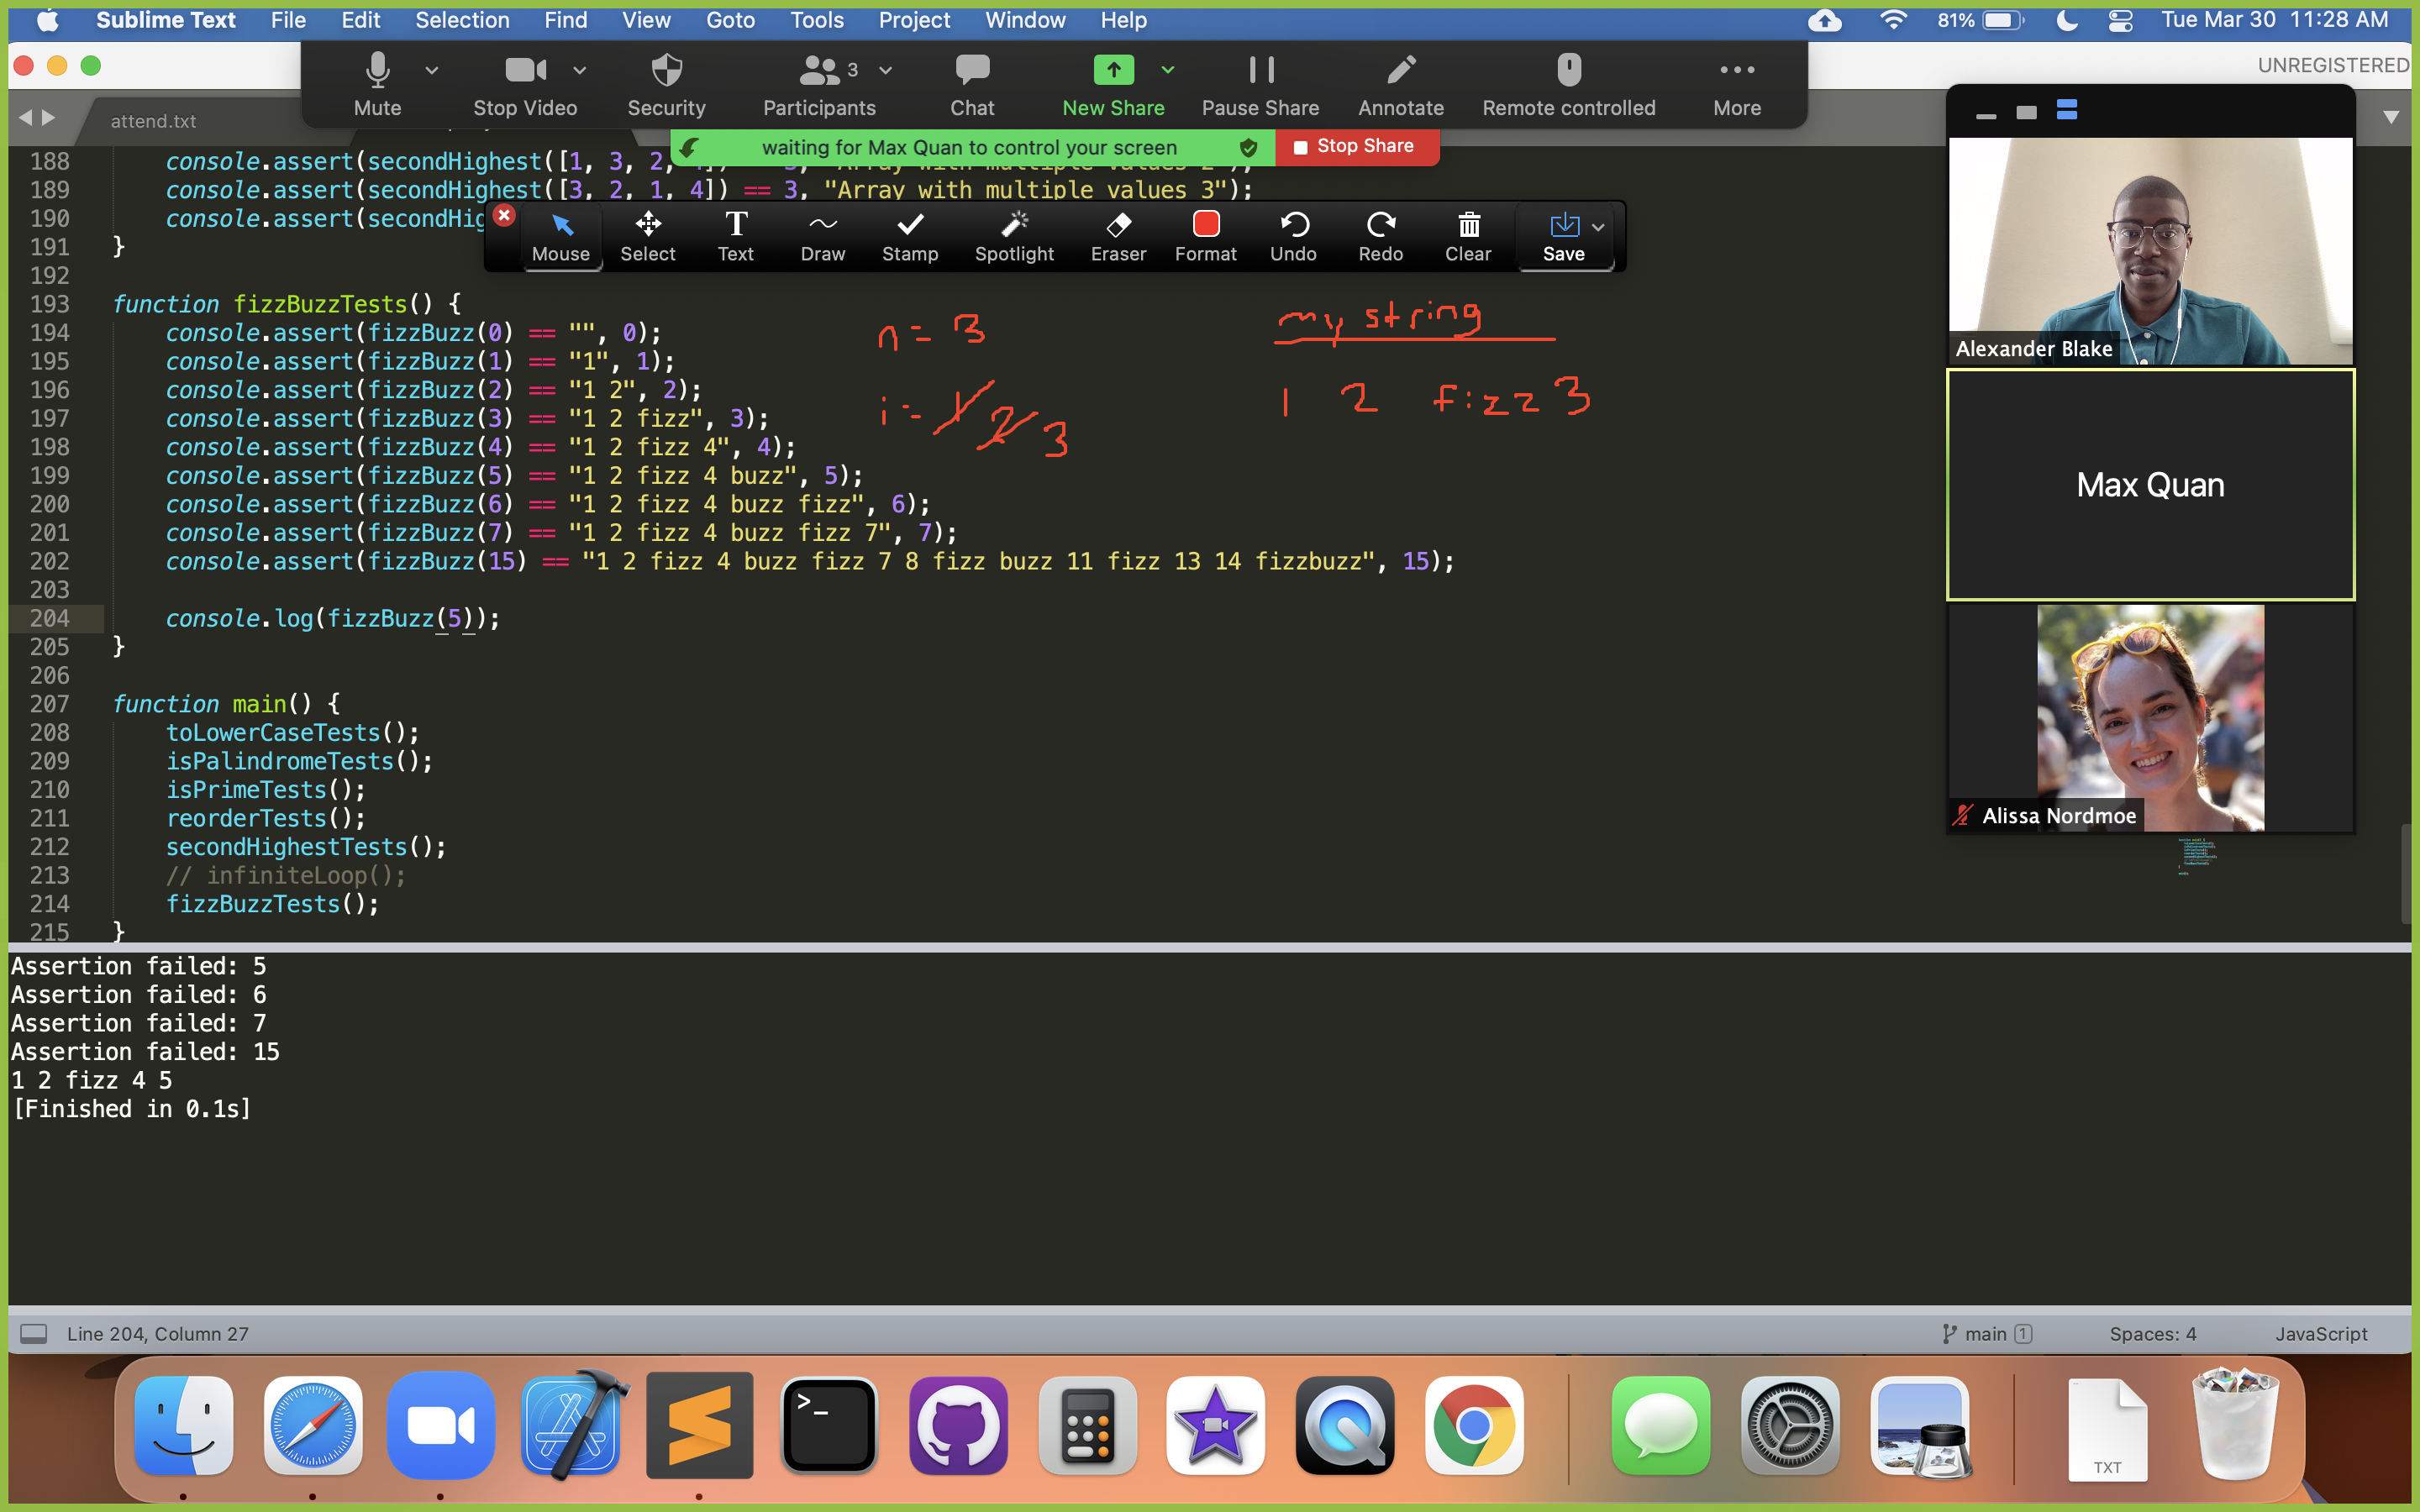 Sublime Text File Edit Selection Find View Goto Tools Project Window Help 81% Tue Mar 30 11:28 AM
UNREGISTERED
Mute Stop Video Security Participants 3 Chat New Share Pause Share Annotate Remote controlled More
attend.txt
waiting for Max Quan to control your screen Stop Share
188 console.assert(secondHighest([1, 3, 2,
189 console.assert(secondHighest([3, 2, 1, 4]) == 3, "Array with multiple values 3");
190 console.assert(secondHig
Mouse Select Text Draw Stamp Spotlight Eraser Format Undo Redo Clear Save
191 }
192
193 function fizzBuzzTests() {
194 console.assert(fizzBuzz(0) == "", 0);
195 console.assert(fizzBuzz(1) == "1", 1);
196 console.assert(fizzBuzz(2) == "1 2", 2);
197 console.assert(fizzBuzz(3) == "1 2 fizz", 3);
198 console.assert(fizzBuzz(4) == "1 2 fizz 4", 4);
199 console.assert(fizzBuzz(5) == "1 2 fizz 4 buzz", 5);
200 console.assert(fizzBuzz(6) == "1 2 fizz 4 buzz fizz", 6);
201 console.assert(fizzBuzz(7) == "1 2 fizz 4 buzz fizz 7", 7);
202 console.assert(fizzBuzz(15) == "1 2 fizz 4 buzz fizz 7 8 fizz buzz 11 fizz 13 14 fizzbuzz", 15);
203
204 console.log(fizzBuzz(5));
205 }
206
207 function main() {
208 toLowerCaseTests();
209 isPalindromeTests();
210 isPrimeTests();
211 reorderTests();
212 secondHighestTests();
213 // infiniteLoop();
214 fizzBuzzTests();
215 }
n = 3
i = 1 2 3
my string
1 2 fizz 3
Alexander Blake
Max Quan
Alissa Nordmoe
Assertion failed: 5
Assertion failed: 6
Assertion failed: 7
Assertion failed: 15
1 2 fizz 4 5
[Finished in 0.1s]
Line 204, Column 27 main 1 Spaces: 4 JavaScript
TXT